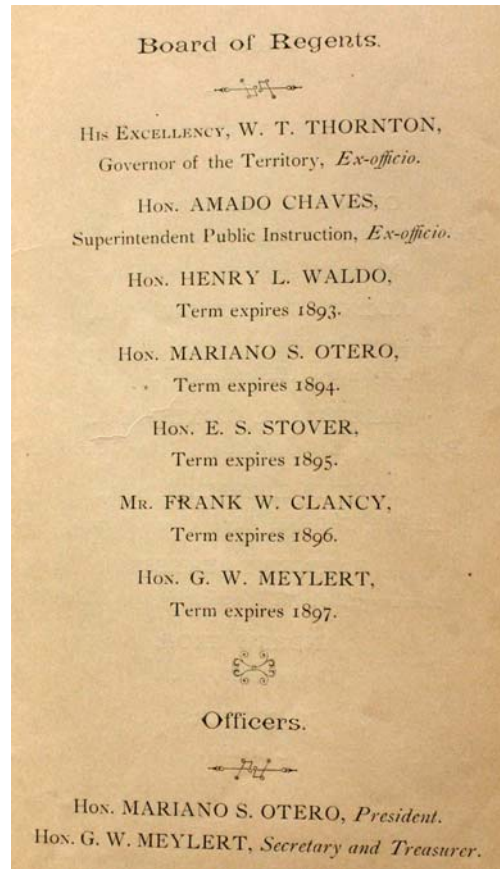 Board of Regents.
His Excellency, W. T. THORNTON,
Governor of the Territory, Ex-officio.
Hon. AMADO CHAVES,
Superintendent Public Instruction, Ex-officio.
Hon. HENRY L. WALDO,
Term expires 1893.
Hon. MARIANO S. OTERO,
Term expires 1894.
Hon. E. S. STOVER,
Term expires 1895.
Mr. FRANK W. CLANCY,
Term expires 1896.
Hon. G. W. MEYLERT,
Term expires 1897.
Officers.
Hon. MARIANO S. OTERO, President.
Hon. G. W. MEYLERT, Secretary and Treasurer.